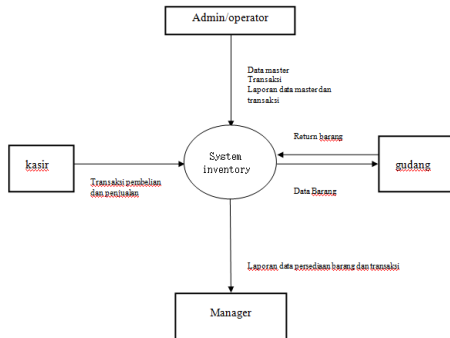 Admin/operator
Data master
Transaksi
Laporan data master dan
transaksi
Return barang
System
inventory
kasir
gudang
Transaksi pembelian
dan penjualan
Data Barang
Laporan data persediaan barang dan transaksi
Manager